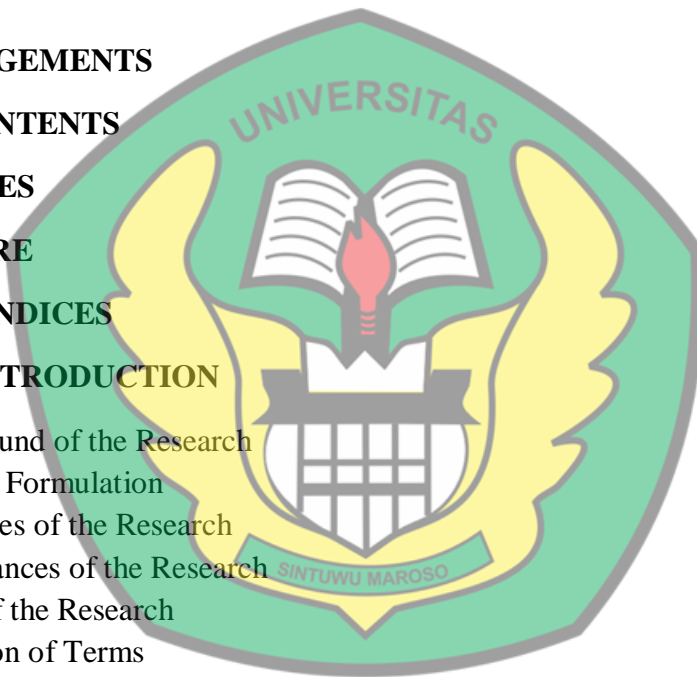 GEMENTS
NTENTS
ES
RE
NDICES
TRODUCTION
und of the Research
Formulation
es of the Research
ances of the Research
f the Research
on of Terms
UNIVERSITAS
SINTUWU MAROSO